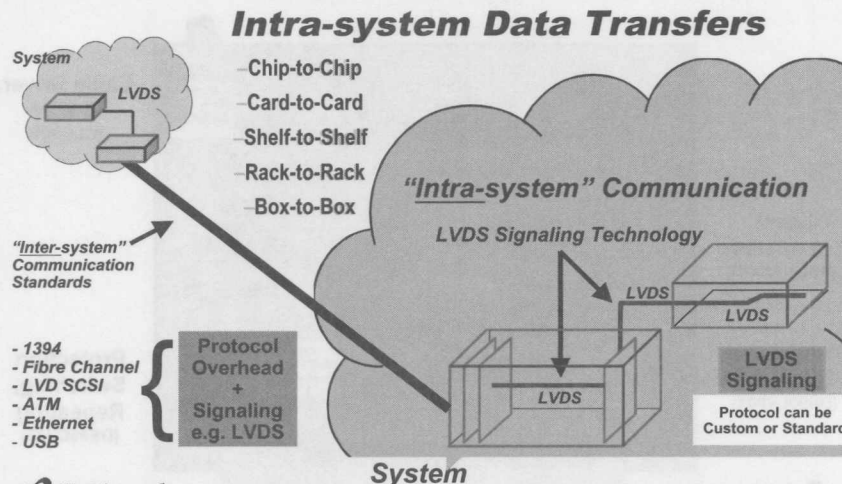 Intra-system Data Transfers
System
LVDS
–Chip-to-Chip
–Card-to-Card
Shelf-to-Shelf
–Rack-to-Rack
–Box-to-Box
"Intra-system" Communication
LVDS Signaling Technology
"Inter-system"
Communication
Standards
LVDS
LVDS
LVDS
- 1394
- Fibre Channel
- LVD SCSI
- ATM
- Ethernet
- USB
Protocol
Overhead
+
Signaling
e.g. LVDS
LVDS
Signaling
Protocol can be
Custom or Standard
System